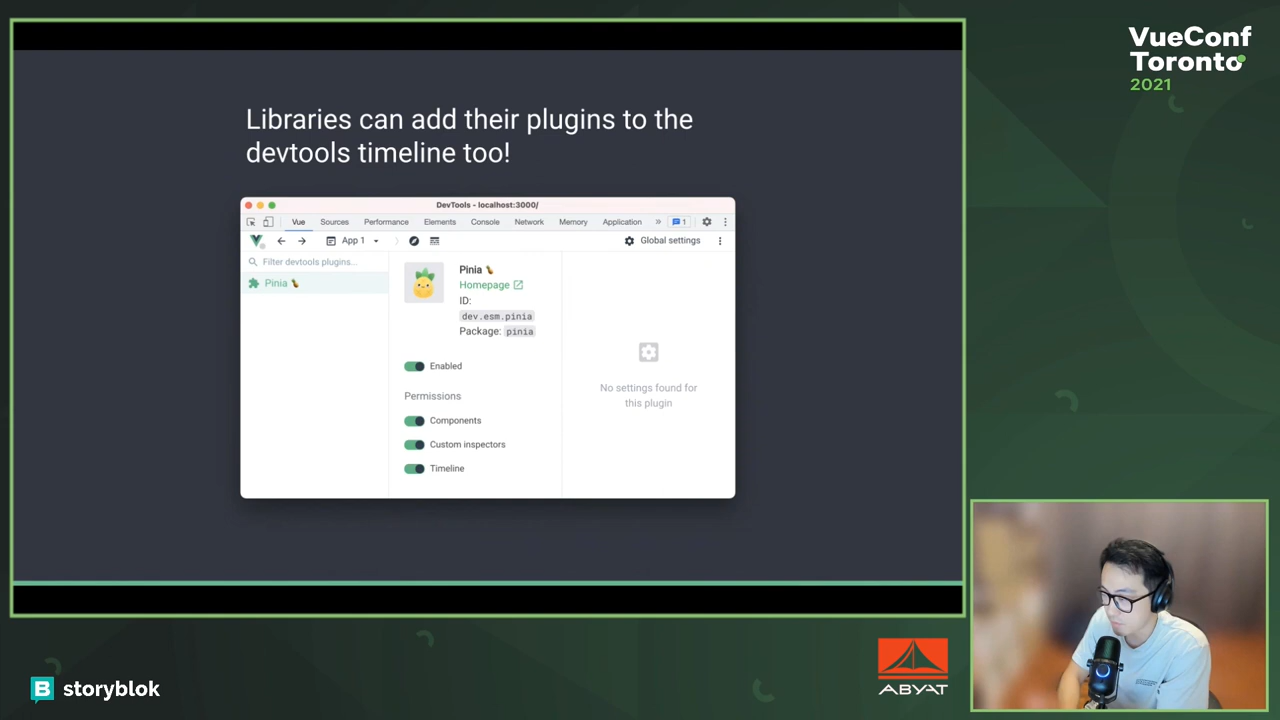 VueConf
Toronto
2021
Libraries can add their plugins to the
devtools timeline too!
DevTools - localhost:3000/
Vue Sources Performance Elements Console Network Memory Application » 1
App 1 Global settings
Filter devtools plugins...
Pinia
Pinia
Homepage
ID:
dev.esm.pinia
Package: pinia
Enabled
Permissions
Components
Custom inspectors
Timeline
No settings found for
this plugin
B storyblok
ABYAT